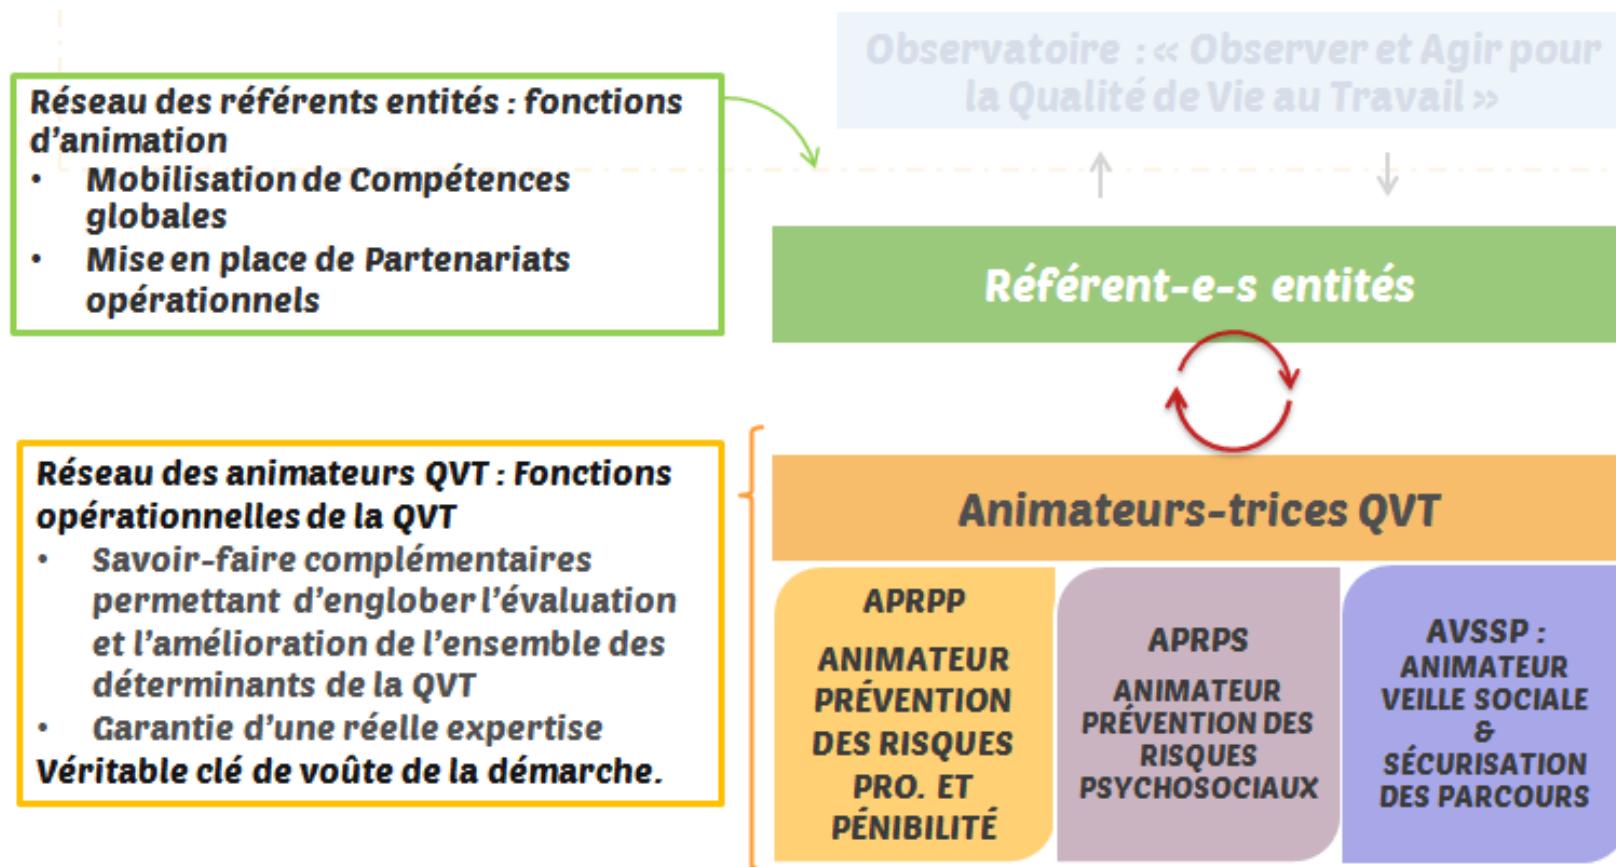 Observatoire : « Observer et Agir pour
la Qualité de Vie au Travail »
Réseau des référents entités : fonctions
d'animation
• Mobilisation de Compétences
globales
• Mise en place de Partenariats
opérationnels
Référent-e-s entités
Réseau des animateurs QVT : Fonctions
opérationnelles de la QVT
• Savoir-faire complémentaires
permettant d'englober l'évaluation
et l'amélioration de l'ensemble des
déterminants de la QVT
• Garantie d'une réelle expertise
Véritable clé de voûte de la démarche.
Animateurs-trices QVT
APRPP
ANIMATEUR
PRÉVENTION
DES RISQUES
PRO. ET
PÉNIBILITÉ
APRPS
ANIMATEUR
PRÉVENTION DES
RISQUES
PSYCHOSOCIAUX
AVSSP :
ANIMATEUR
VEILLE SOCIALE
&
SÉCURISATION
DES PARCOURS